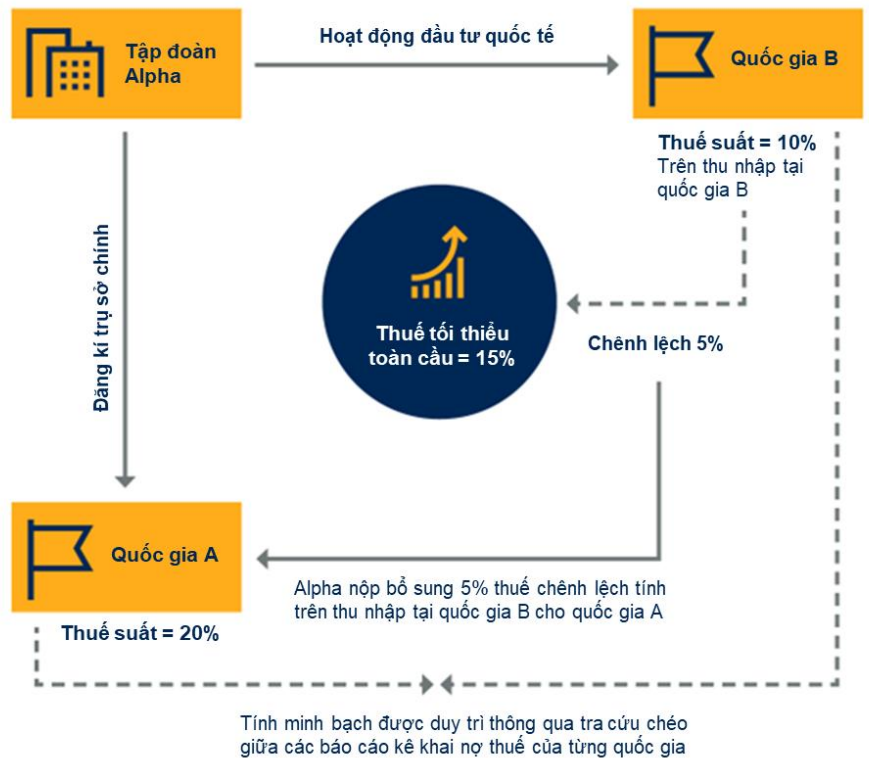 Tập đoàn
Alpha
Hoạt động đầu tư quốc tế
Quốc gia B
Thuế suất = 10%
Trên thu nhập tại
quốc gia B
Đăng kí trụ sở chính
Thuế tối thiểu
toàn cầu = 15%
Chênh lệch 5%
Quốc gia A
Thuế suất = 20%
Alpha nộp bổ sung 5% thuế chênh lệch tính
trên thu nhập tại quốc gia B cho quốc gia A
Tính minh bạch được duy trì thông qua tra cứu chéo
giữa các báo cáo kê khai nợ thuế của từng quốc gia